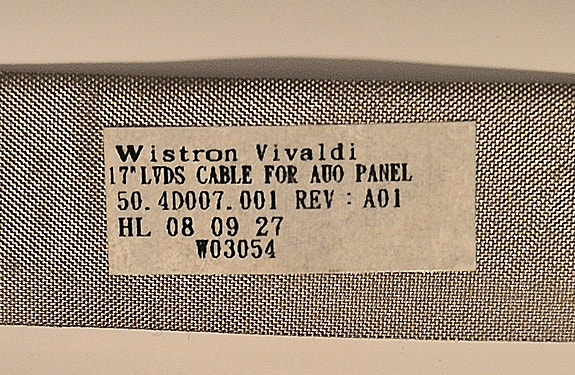 Wistron Vivaldi
17" LVDS CABLE FOR AUO PANEL
50.4D007.001 REV : A01
HL 08 09 27
W03054